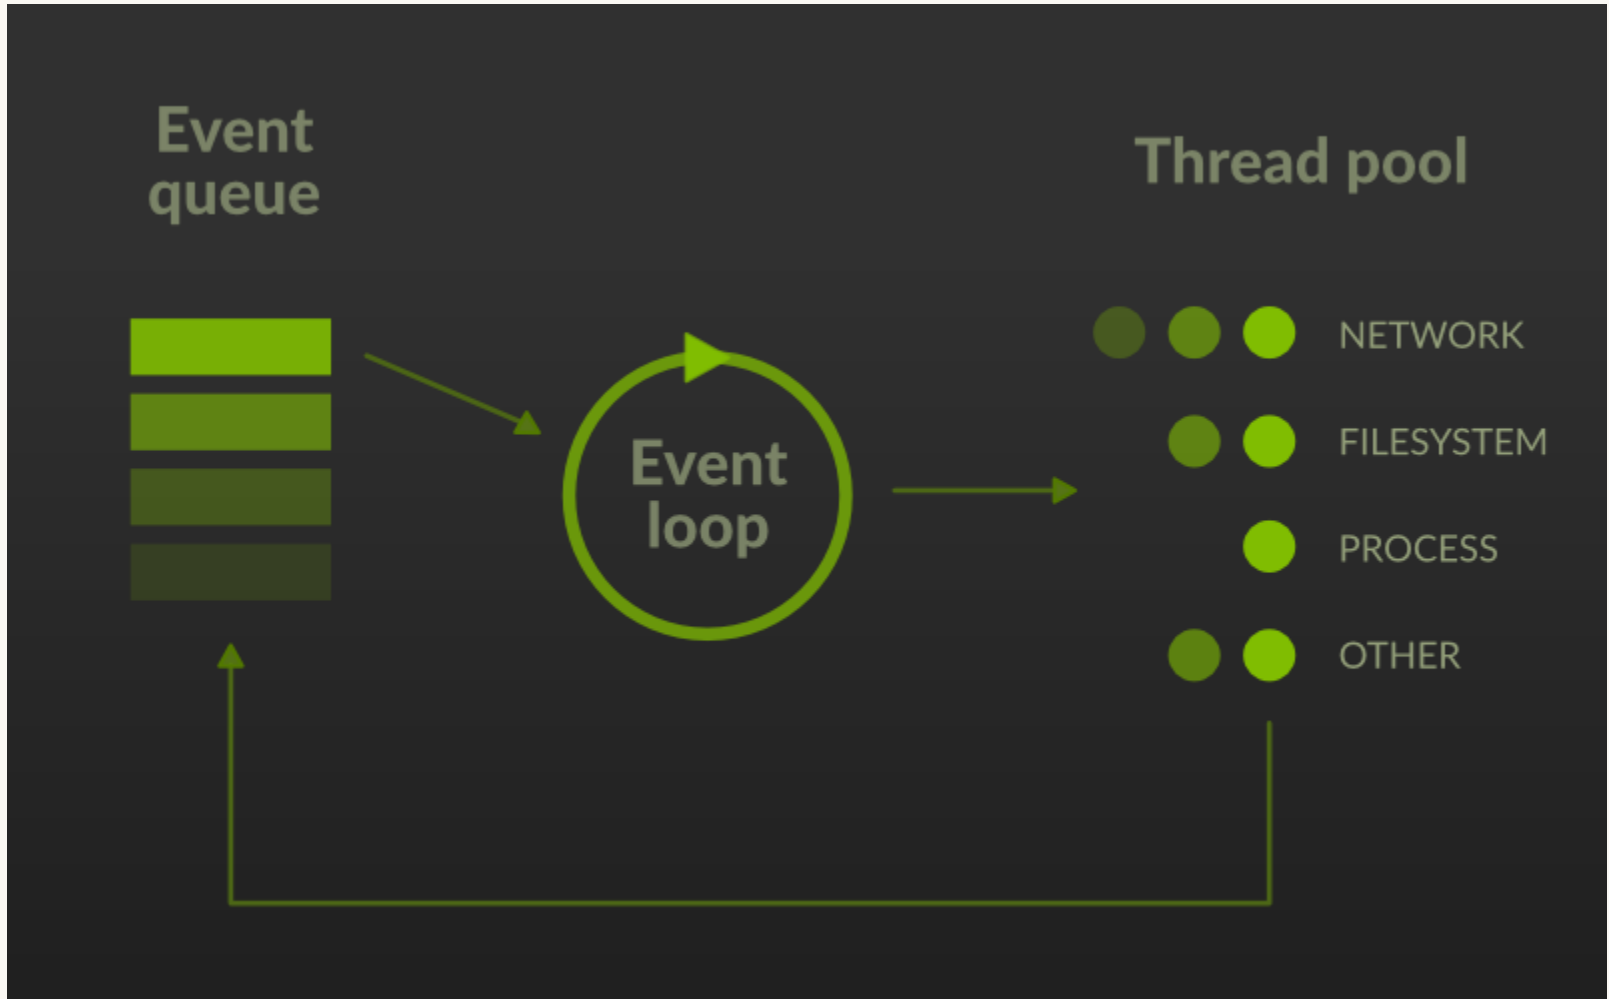 Event
queue
Thread pool
Event
loop
NETWORK
FILESYSTEM
PROCESS
OTHER